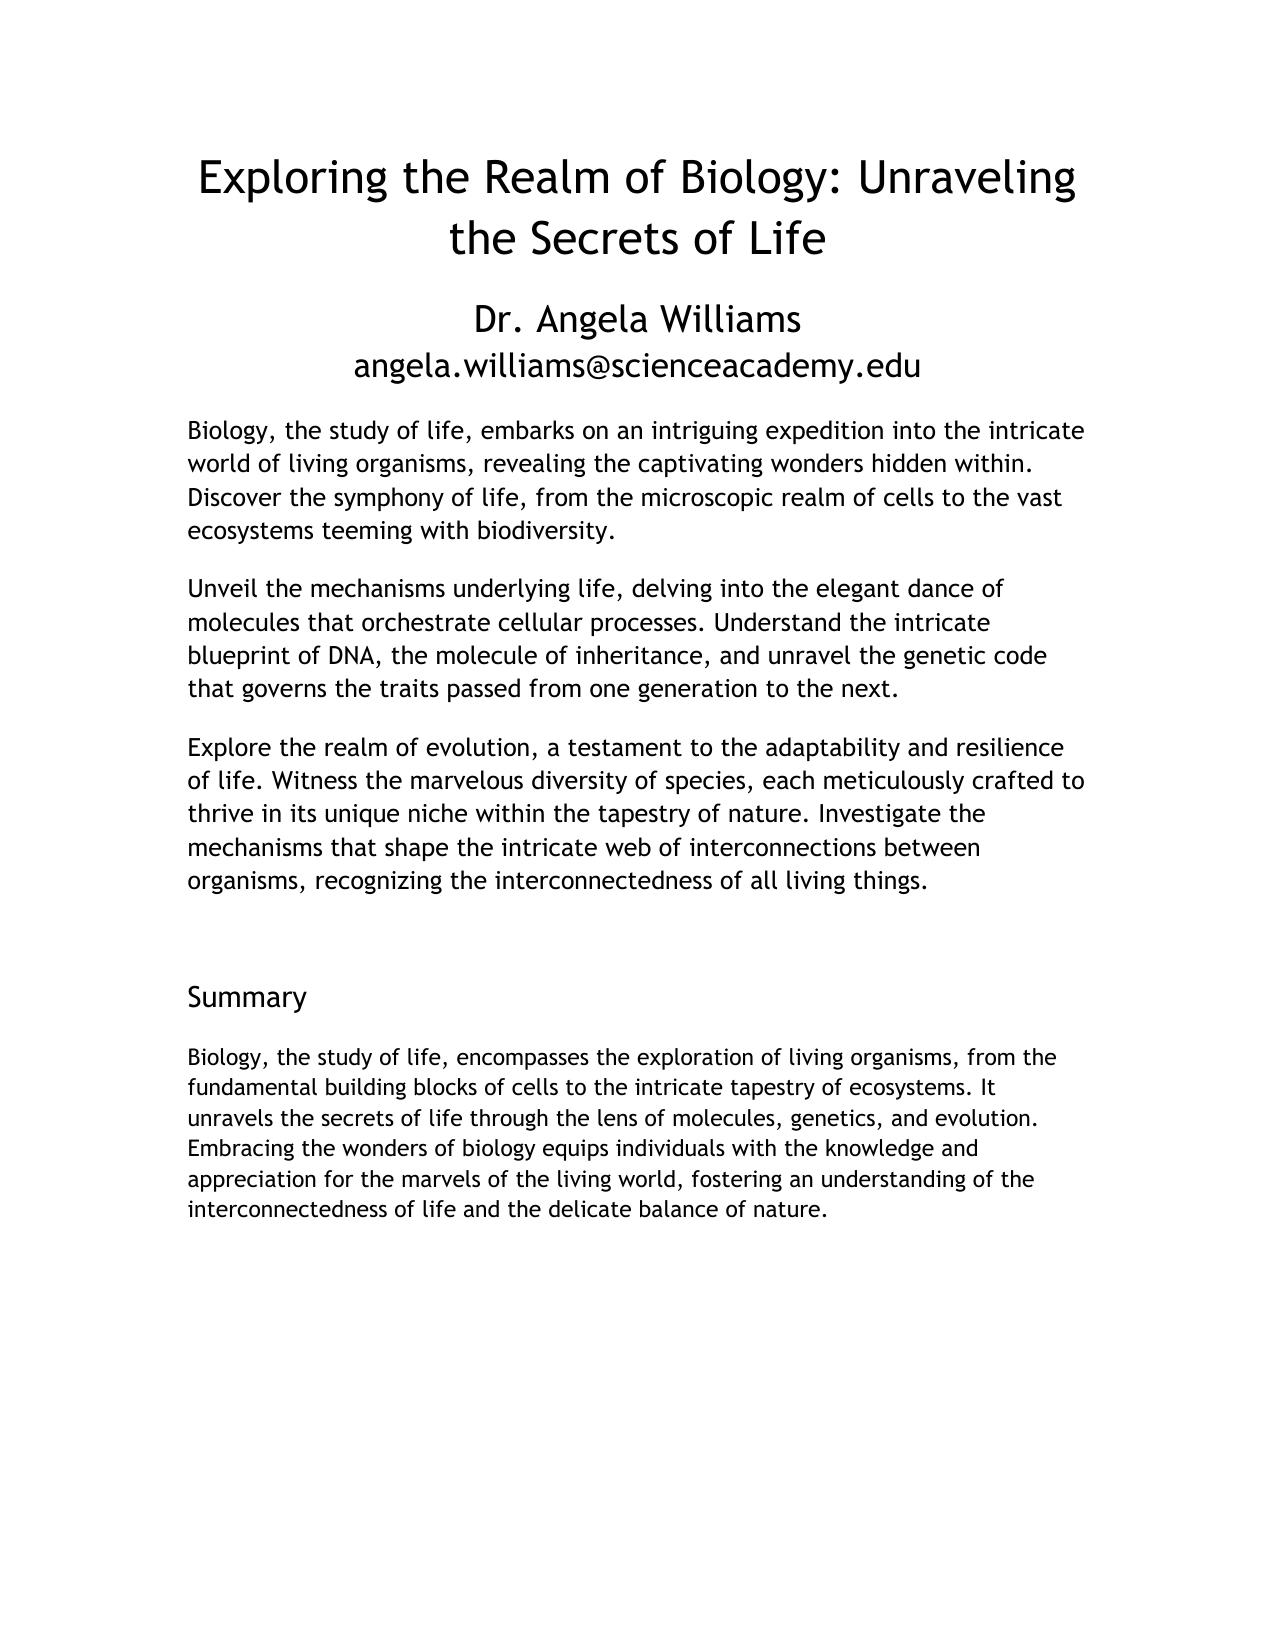 Exploring the Realm of Biology: Unraveling
the Secrets of Life
Dr. Angela Williams
angela.williams@scienceacademy.edu
Biology, the study of life, embarks on an intriguing expedition into the intricate
world of living organisms, revealing the captivating wonders hidden within.
Discover the symphony of life, from the microscopic realm of cells to the vast
ecosystems teeming with biodiversity.
Unveil the mechanisms underlying life, delving into the elegant dance of
molecules that orchestrate cellular processes. Understand the intricate
blueprint of DNA, the molecule of inheritance, and unravel the genetic code
that governs the traits passed from one generation to the next.
Explore the realm of evolution, a testament to the adaptability and resilience
of life. Witness the marvelous diversity of species, each meticulously crafted to
thrive in its unique niche within the tapestry of nature. Investigate the
mechanisms that shape the intricate web of interconnections between
organisms, recognizing the interconnectedness of all living things.
Summary
Biology, the study of life, encompasses the exploration of living organisms, from the
fundamental building blocks of cells to the intricate tapestry of ecosystems. It
unravels the secrets of life through the lens of molecules, genetics, and evolution.
Embracing the wonders of biology equips individuals with the knowledge and
appreciation for the marvels of the living world, fostering an understanding of the
interconnectedness of life and the delicate balance of nature.